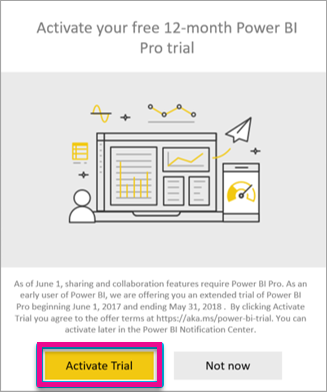 Activate your free 12-month Power BI
Pro trial
As of June 1, sharing and collaboration features require Power BI Pro. As an
early user of Power BI, we are offering you an extended trial of Power BI
Pro beginning June 1, 2017 and ending May 31, 2018 . By clicking Activate
Trial you agree to the offer terms at https://aka.ms/power-bi-trial. You can
activate later in the Power BI Notification Center.
Activate Trial
Not now